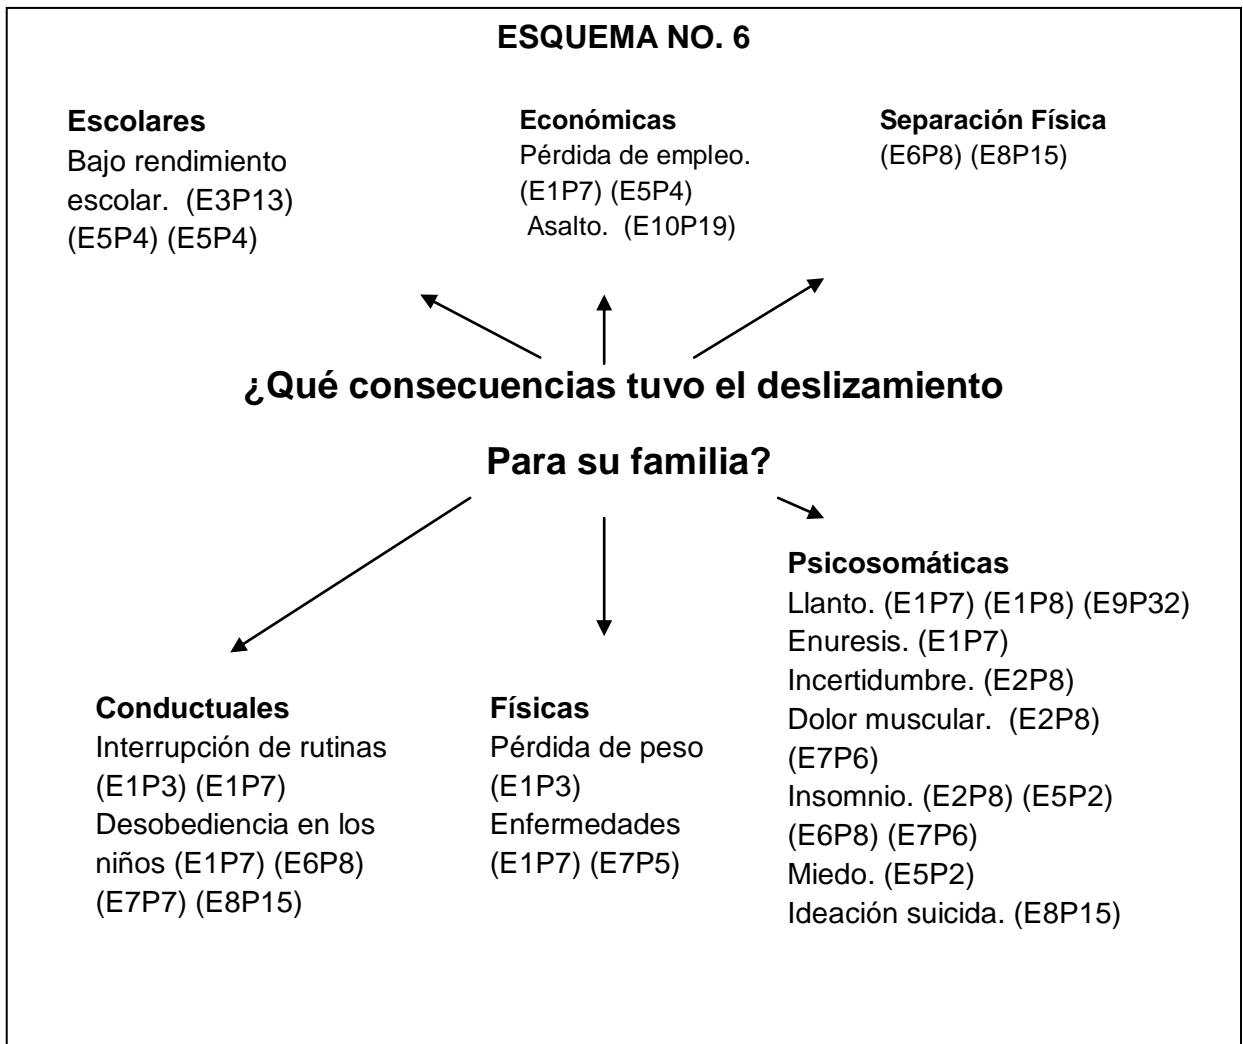 ESQUEMA NO. 6
Escolares
Bajo rendimiento
escolar.  (E3P13)
(E5P4) (E5P4)
Económicas
Pérdida de empleo.
(E1P7) (E5P4)
Asalto.  (E10P19)
Separación Física
(E6P8) (E8P15)
¿Qué consecuencias tuvo el deslizamiento
Para su familia?
Conductuales
Interrupción de rutinas
(E1P3) (E1P7)
Desobediencia en los
niños (E1P7) (E6P8)
(E7P7) (E8P15)
Físicas
Pérdida de peso
(E1P3)
Enfermedades
(E1P7) (E7P5)
Psicosomáticas
Llanto. (E1P7) (E1P8) (E9P32)
Enuresis. (E1P7)
Incertidumbre. (E2P8)
Dolor muscular.  (E2P8)
(E7P6)
Insomnio. (E2P8) (E5P2)
(E6P8) (E7P6)
Miedo. (E5P2)
Ideación suicida. (E8P15)